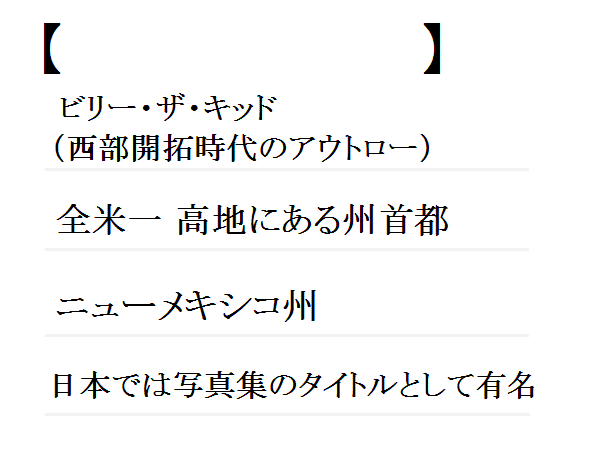 【 】
ビリー・ザ・キッド
（西部開拓時代のアウトロー）
全米一 高地にある州首都
ニューメキシコ州
日本では写真集のタイトルとして有名